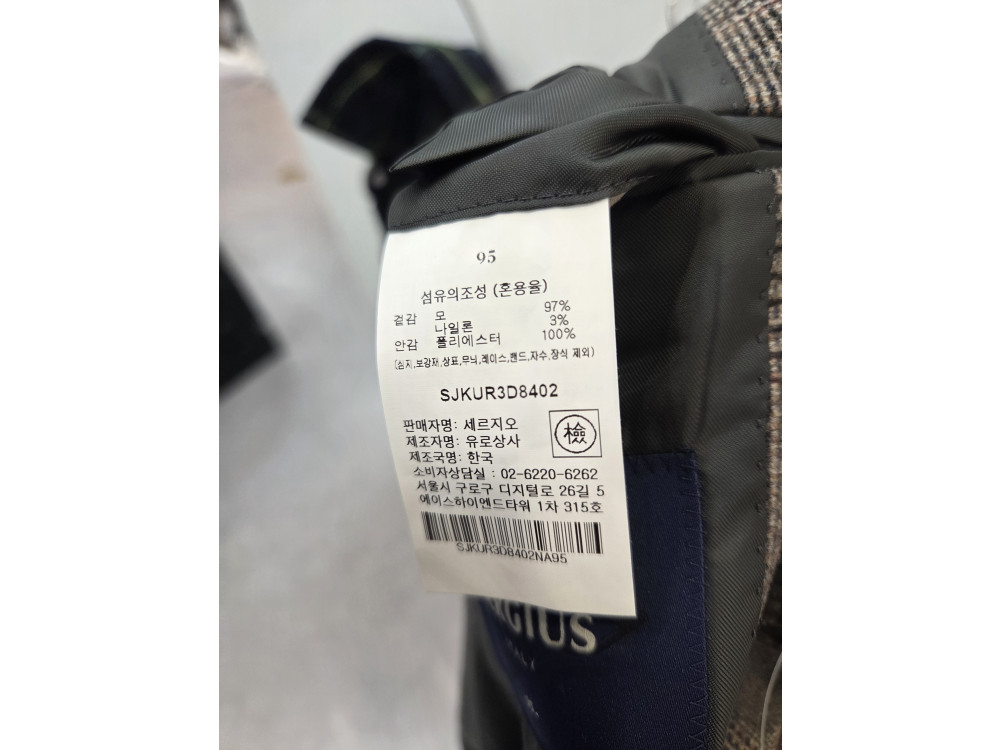 95
섬유의조성 (혼용율)
겉감 모 97%
나일론 3%
안감 폴리에스터 100%
(심지,보강재,상표,무늬,레이스,밴드,자수,장식 제외)
SJKUR3D8402
판매자명: 세르지오
제조자명: 유로상사
제조국명: 한국
檢
소비자상담실 : 02-6220-6262
서울시 구로구 디지털로 26길 5
에이스하이엔드타워 1차 315호
SJKUR3D8402NA95